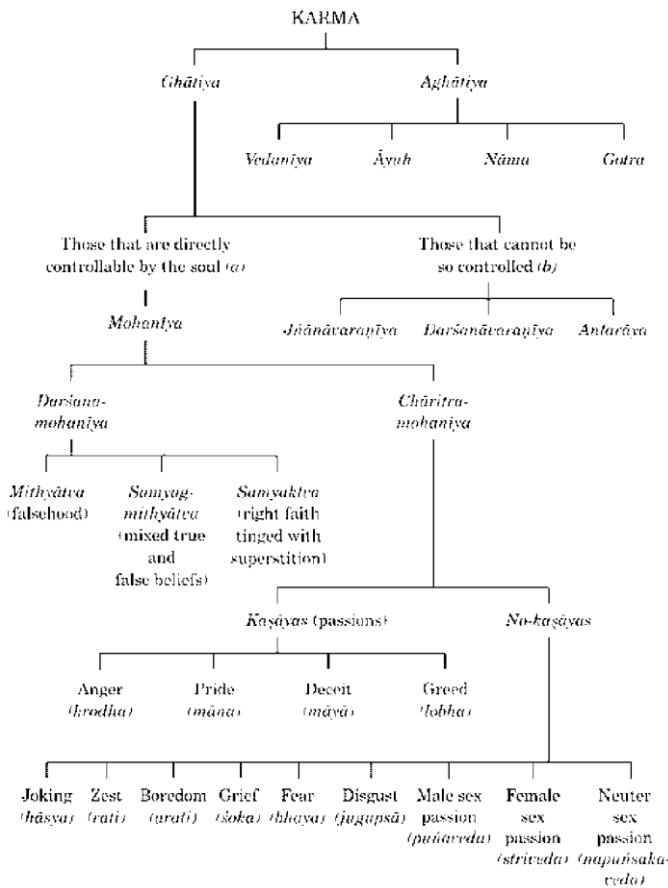 KARMA
Ghātiya Aghātiya
Vedanīya Āyuh Nāma Gotra
Those that are directly Those that cannot be
controllable by the soul (a) so controlled (b)
Mohanīya Jñānāvaraṇīya Darśanāvaraṇīya Antarāya
Darśana- Chāritra-
mohanīya mohanīya
Mithyātva Samyag- Samyaktva
(falsehood) mithyātva (right faith
(mixed true tinged with
and superstition)
false beliefs)
Kaṣāyas (passions) No-kaṣāyas
Anger Pride Deceit Greed
(krodha) (māna) (māyā) (lobha)
Joking Zest Boredom Grief Fear Disgust Male sex Female Neuter
(hāsya) (rati) (arati) (śoka) (bhaya) (jugupsā) passion sex sex
(puńsaveda) passion passion
(striveda) (napuńsaka-
veda)